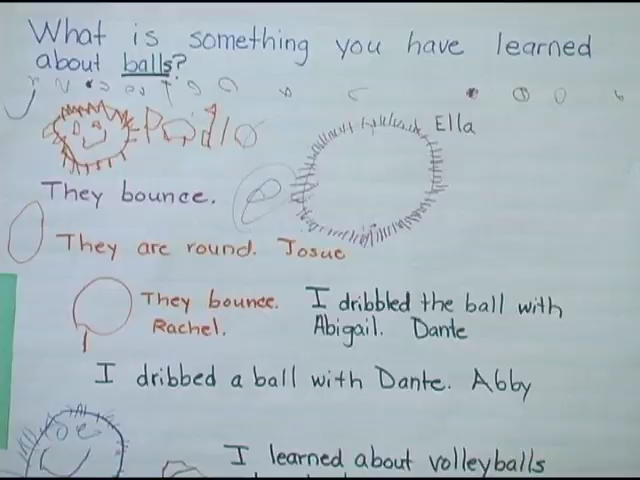 What is something you have learned
about balls?
Pablo
Ella
They bounce.
They are round. Josue
They bounce.
Rachel.
I dribbled the ball with
Abigail. Dante
I dribbed a ball with Dante. Abby
I learned about volleyballs